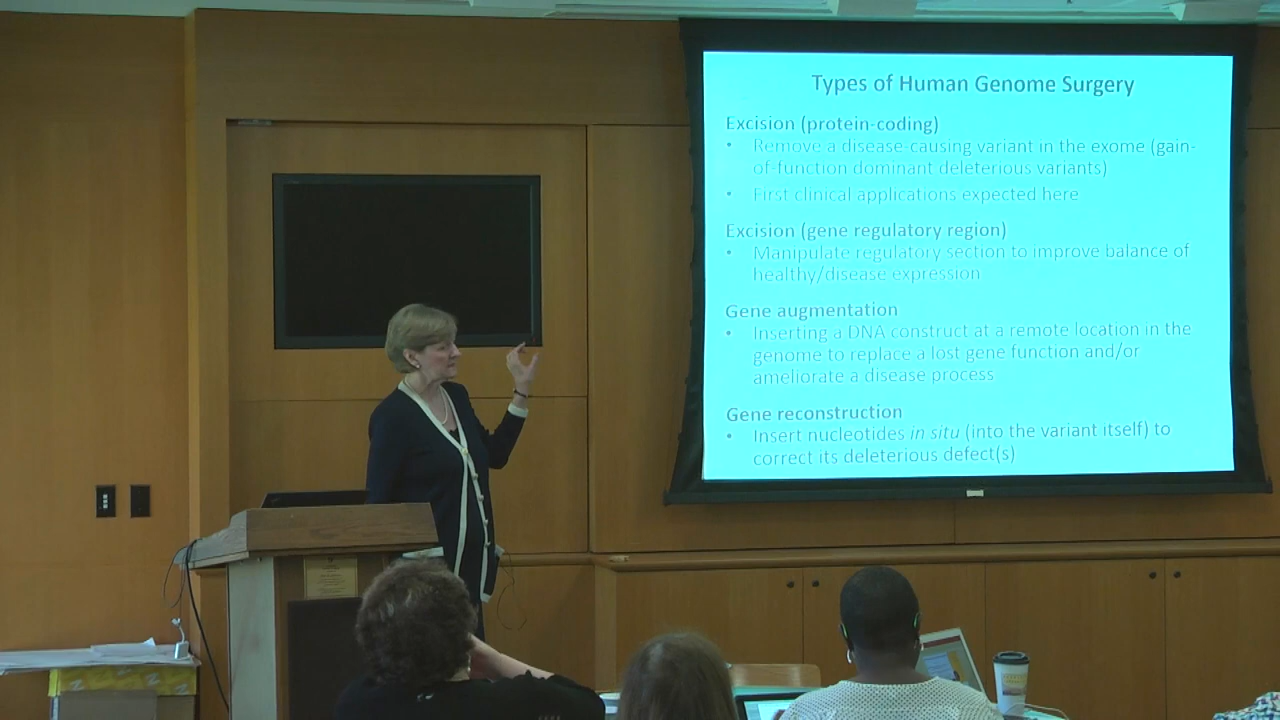 Types of Human Genome Surgery
Excision (protein-coding)
• Remove a disease-causing variant in the exome (gain-
of-function dominant deleterious variants)
• First clinical applications expected here
Excision (gene regulatory region)
• Manipulate regulatory section to improve balance of
healthy/disease expression
Gene augmentation
• Inserting a DNA construct at a remote location in the
genome to replace a lost gene function and/or
ameliorate a disease process
Gene reconstruction
• Insert nucleotides in situ (into the variant itself) to
correct its deleterious defect(s)